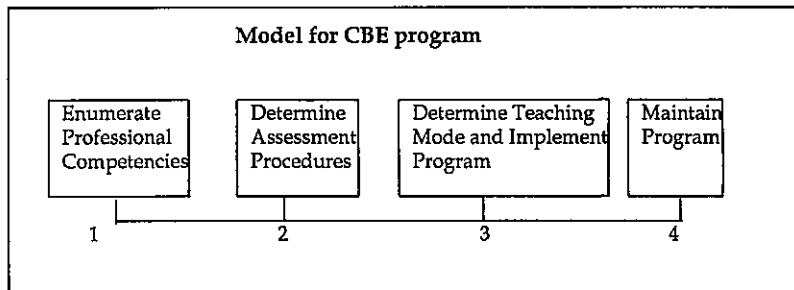 Model for CBE program
Enumerate
Professional
Competencies
Determine
Assessment
Procedures
Determine Teaching
Mode and Implement
Program
Maintain
Program
1 2 3 4